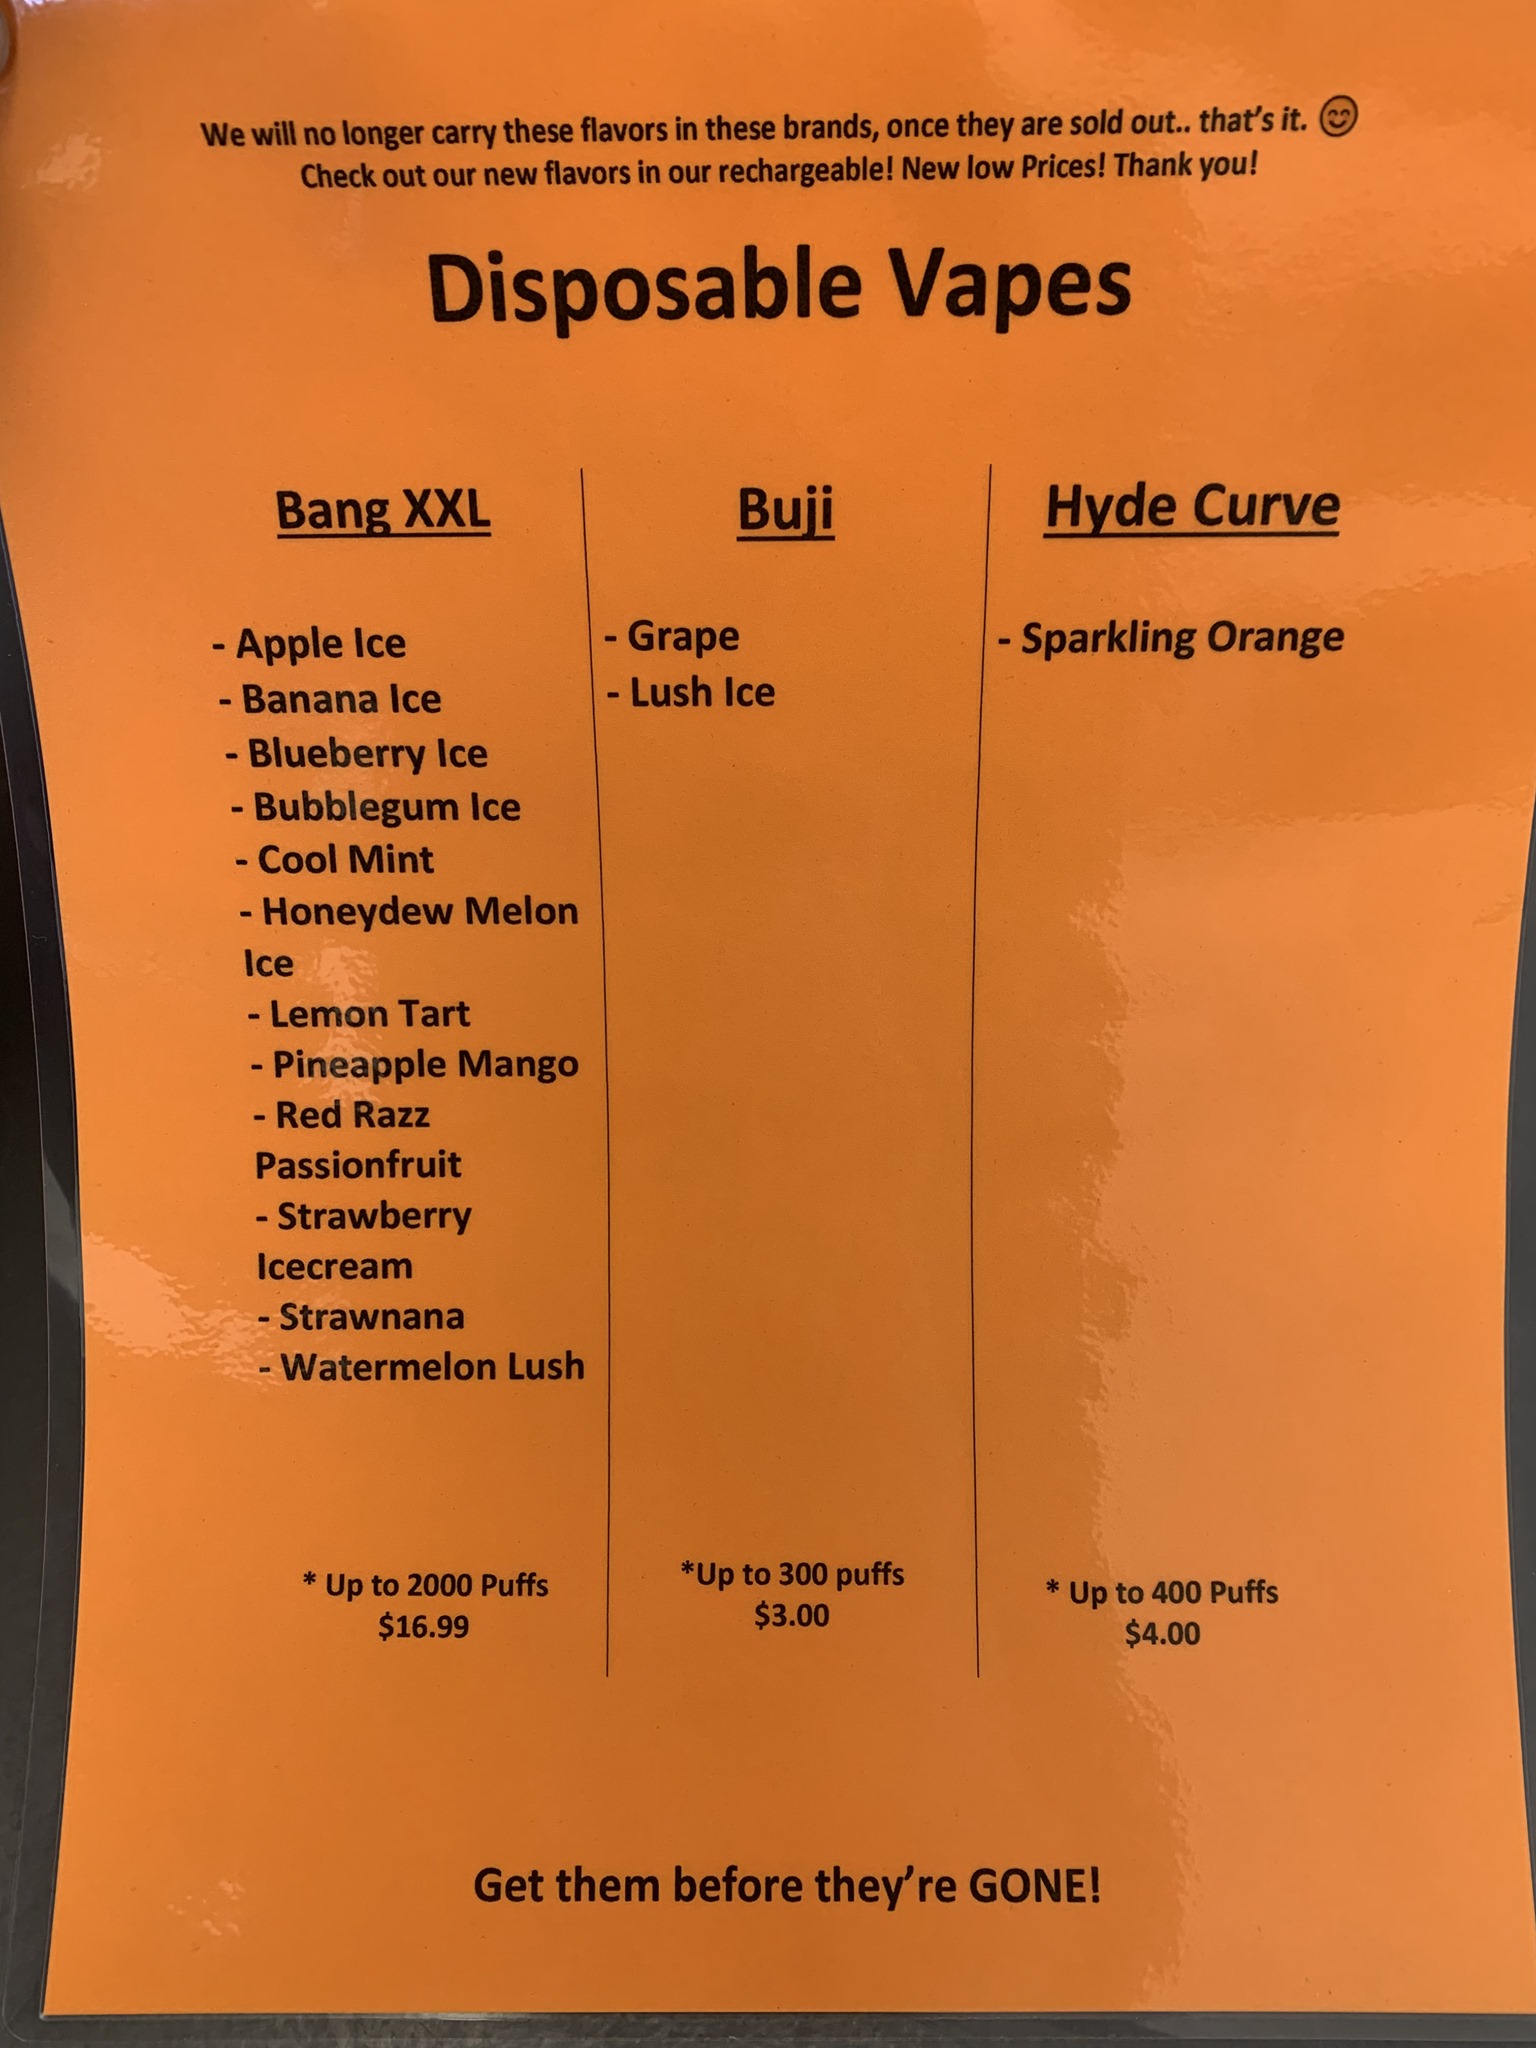 We will no longer carry these flavors in these brands, once they are sold out.. that's it. 😊
Check out our new flavors in our rechargeable! New low Prices! Thank you!
Disposable Vapes
Bang XXL
- Apple Ice
- Banana Ice
- Blueberry Ice
- Bubblegum Ice
- Cool Mint
- Honeydew Melon
Ice
- Lemon Tart
- Pineapple Mango
- Red Razz
Passionfruit
- Strawberry
Icecream
- Strawnana
- Watermelon Lush
* Up to 2000 Puffs
$16.99
Buji
- Grape
- Lush Ice
*Up to 300 puffs
$3.00
Hyde Curve
- Sparkling Orange
* Up to 400 Puffs
$4.00
Get them before they're GONE!